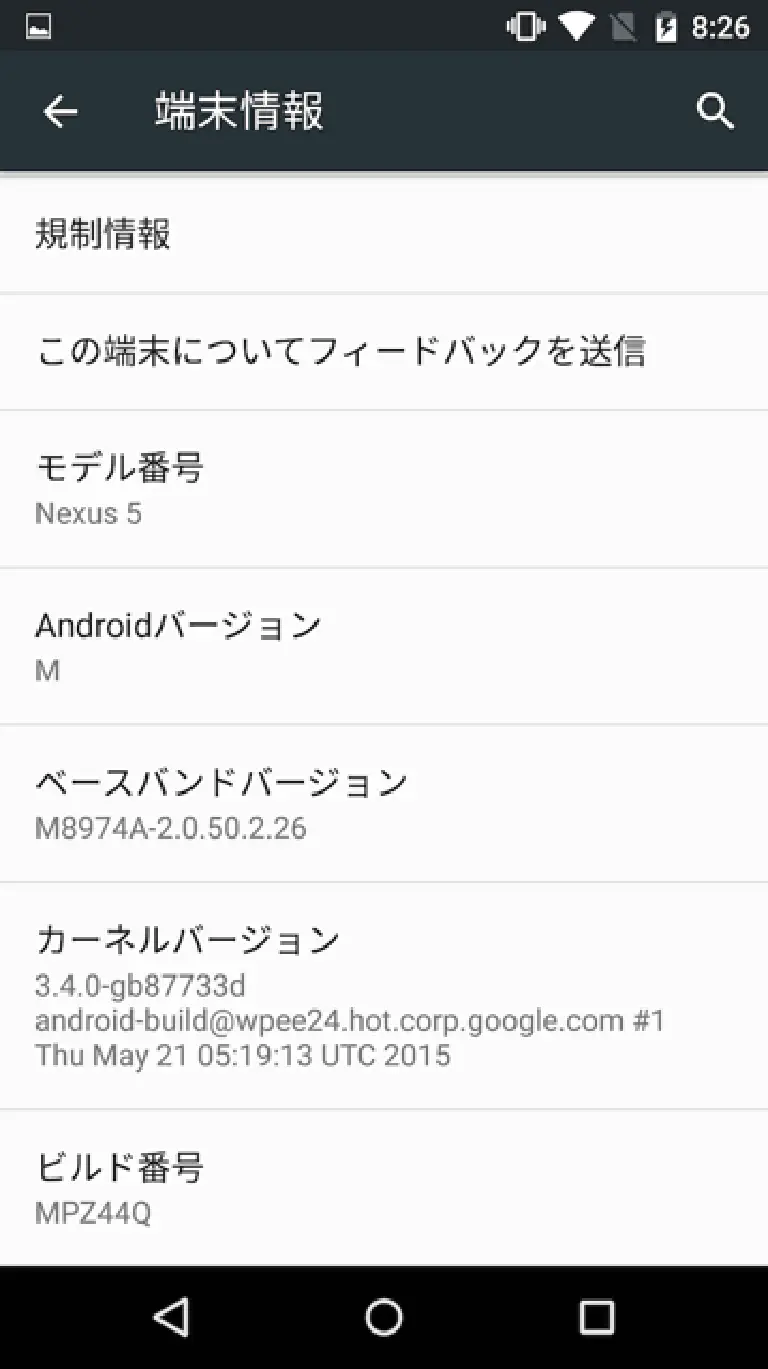 8:26
端末情報
規制情報
この端末についてフィードバックを送信
モデル番号
Nexus 5
Androidバージョン
M
ベースバンドバージョン
M8974A-2.0.50.2.26
カーネルバージョン
3.4.0-gb87733d
android-build@wpee24.hot.corp.google.com #1
Thu May 21 05:19:13 UTC 2015
ビルド番号
MPZ44Q